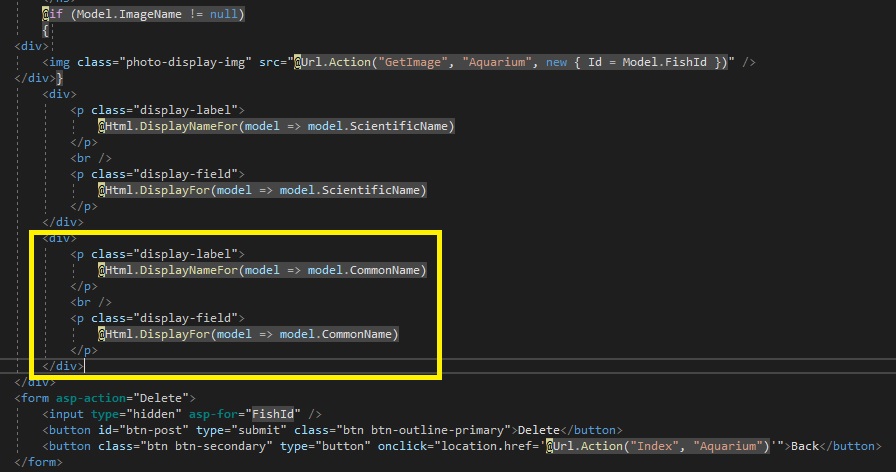 @if (Model.ImageName != null)
{
<div>
<img class="photo-display-img" src="@Url.Action("GetImage", "Aquarium", new { Id = Model.FishId })" />
</div>}
<div>
<p class="display-label">
@Html.DisplayNameFor(model => model.ScientificName)
</p>
<br />
<p class="display-field">
@Html.DisplayFor(model => model.ScientificName)
</p>
</div>
<div>
<p class="display-label">
@Html.DisplayNameFor(model => model.CommonName)
</p>
<br />
<p class="display-field">
@Html.DisplayFor(model => model.CommonName)
</p>
</div>
</div>
<form asp-action="Delete">
<input type="hidden" asp-for="FishId" />
<button id="btn-post" type="submit" class="btn btn-outline-primary">Delete</button>
<button class="btn btn-secondary" type="button" onclick="location.href='@Url.Action("Index", "Aquarium")'">Back</button>
</form>